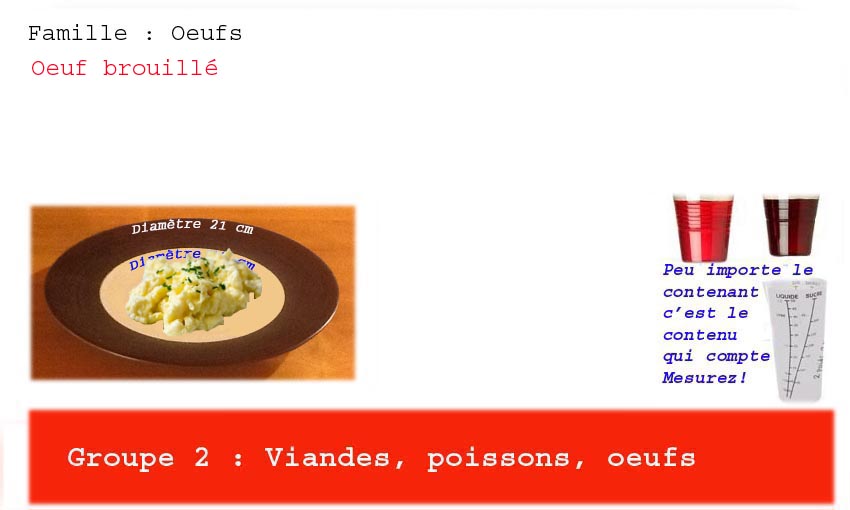 Famille : Oeufs
Oeuf brouillé
Diamètre 21 cm
Diamètre cm
Peu importe le
contenant
c'est le
contenu
qui compte
Mesurez!
LIQUIDE SUCRE
Groupe 2 : Viandes, poissons, oeufs